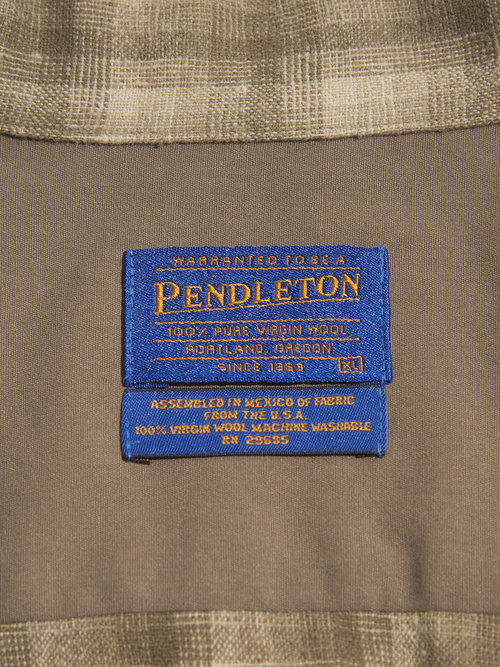 WARRANTED TO BE A
PENDLETON
100% PURE VIRGIN WOOL
PORTLAND, OREGON
SINCE 1863 XL
ASSEMBLED IN MEXICO OF FABRIC
FROM THE U.S.A.
100% VIRGIN WOOL MACHINE WASHABLE
RN 29685